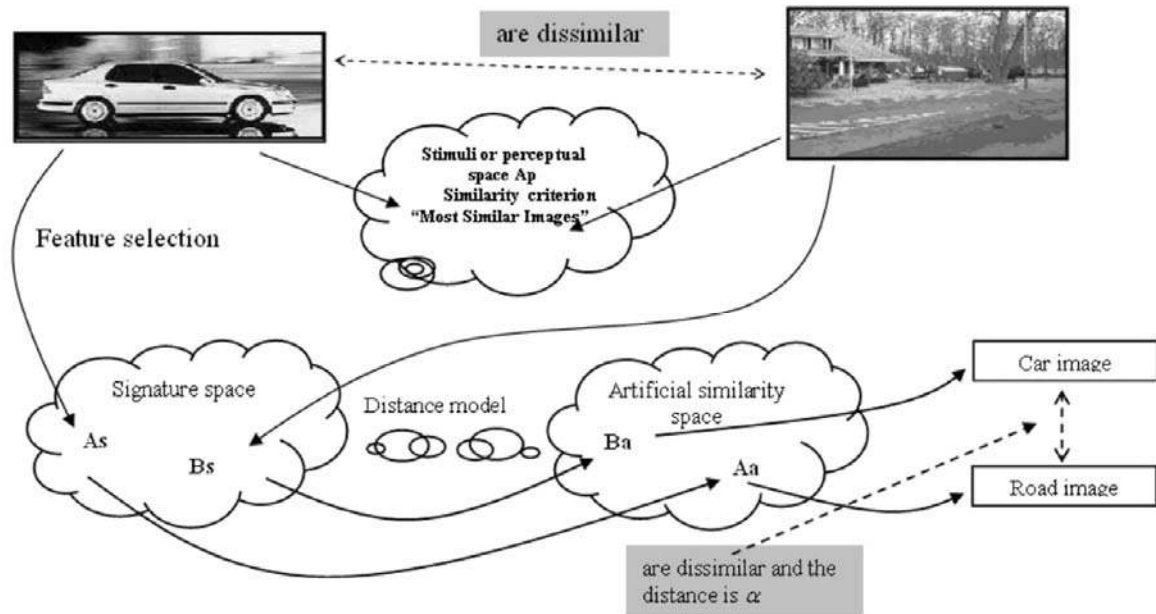 are dissimilar
Stimuli or perceptual
space Ap
Similarity criterion
“Most Similar Images”
Feature selection
Signature space
As
Bs
Distance model
Artificial similarity
space
Ba
Aa
Car image
Road image
are dissimilar and the
distance is α